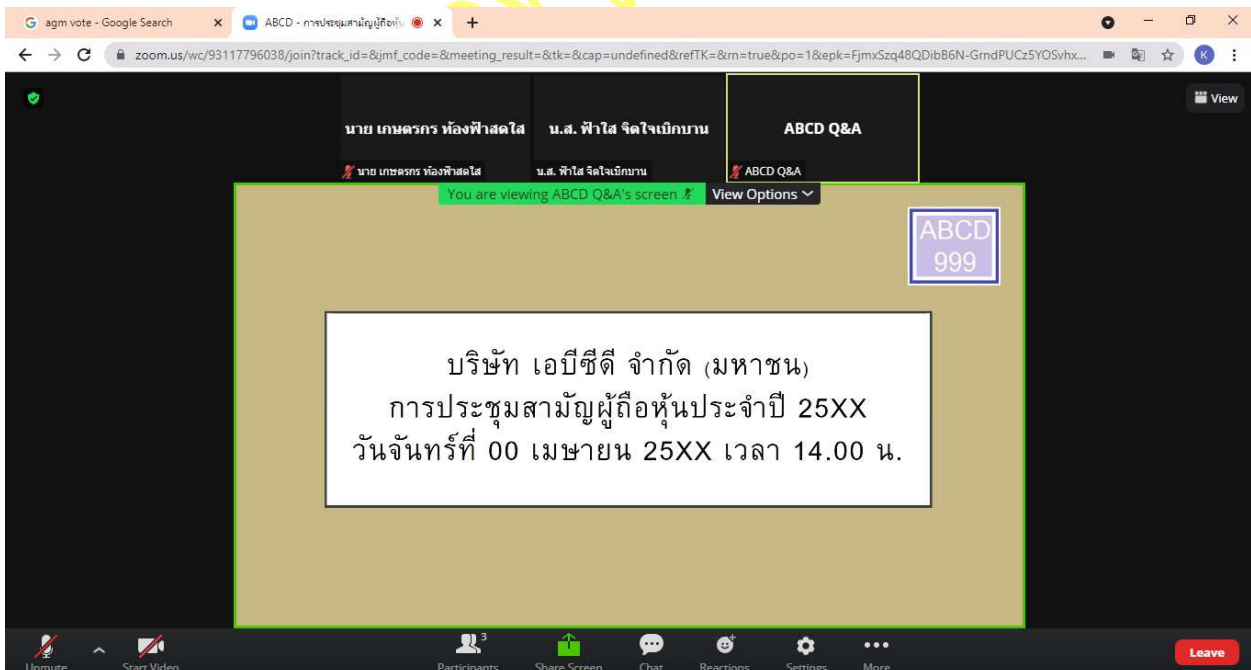 agm vote - Google Search
ABCD - การประชุมสามัญผู้ถือหุ้น
zoom.us/wc/93117796038/join?track_id=&jmf_code=&meeting_result=&tk=&cap=undefined&refTK=&rn=true&po=1&epk=FjmxSzq48QDibB6N-GrndPUCz5YOSvhx...
K
View
นาย เกษตรกร ท้องฟ้าสดใส
น.ส. ฟ้าใส จิตใจเบิกบาน
ABCD Q&A
นาย เกษตรกร ท้องฟ้าสดใส
น.ส. ฟ้าใส จิตใจเบิกบาน
ABCD Q&A
You are viewing ABCD Q&A's screen
View Options
ABCD
999
บริษัท เอบีซีดี จำกัด (มหาชน)
การประชุมสามัญผู้ถือหุ้นประจำปี 25XX
วันจันทร์ที่ 00 เมษายน 25XX เวลา 14.00 น.
3
Unmute
Start Video
Participants
Share Screen
Chat
Reactions
Settings
More
Leave